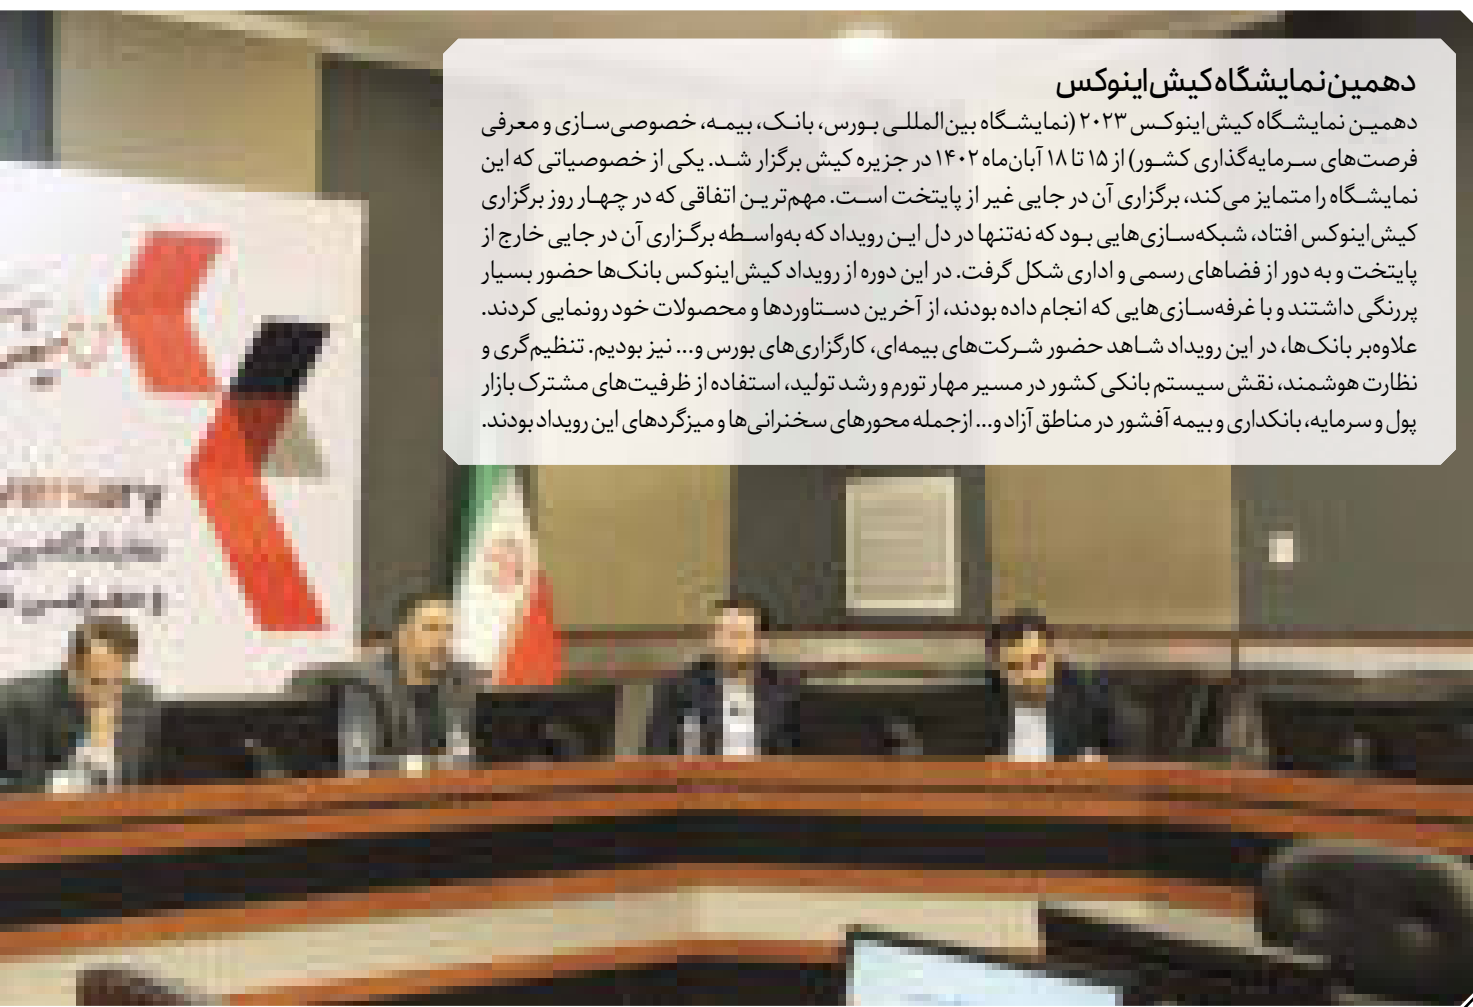 دهمین نمایشگاه کیش اینوکس
دهمین نمایشگاه کیش‌اینوکس ۲۰۲۳ (نمایشگاه بین‌المللی بورس، بانک، بیمه، خصوصی‌سازی و معرفی
فرصت‌های سرمایه‌گذاری کشور) از ۱۵ تا ۱۸ آبان‌ماه ۱۴۰۲ در جزیره کیش برگزار شد. یکی از خصوصیاتی که این
نمایشگاه را متمایز می‌کند، برگزاری آن در جایی غیر از پایتخت است. مهم‌ترین اتفاقی که در چهار روز برگزاری
کیش‌اینوکس افتاد، شبکه‌سازی‌هایی بود که نه‌تنها در دل این رویداد که به‌واسطه برگزاری آن در جایی خارج از
پایتخت و به دور از فضاهای رسمی و اداری شکل گرفت. در این دوره از رویداد کیش‌اینوکس بانک‌ها حضور بسیار
پررنگی داشتند و با غرفه‌سازی‌هایی که انجام داده بودند، از آخرین دستاوردها و محصولات خود رونمایی کردند.
علاوه‌بر بانک‌ها، در این رویداد شاهد حضور شرکت‌های بیمه‌ای، کارگزاری‌های بورس و... نیز بودیم. تنظیم‌گری و
نظارت هوشمند، نقش سیستم بانکی کشور در مسیر مهار تورم و رشد تولید، استفاده از ظرفیت‌های مشترک بازار
پول و سرمایه، بانکداری و بیمه آفشور در مناطق آزاد و... ازجمله محورهای سخنرانی‌ها و میزگردهای این رویداد بودند.